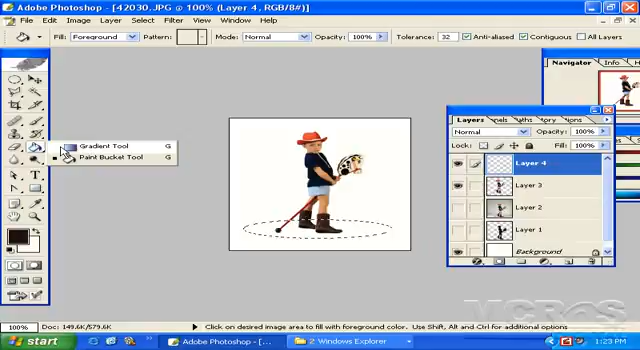 Adobe Photoshop - [42030.JPG @ 100% (Layer 4, RGB/8#)]
File Edit Image Layer Select Filter View Window Help
Fill: Foreground Pattern: Mode: Normal Opacity: 100% Tolerance: 32 Anti-aliased Contiguous All Layers
Navigator Info
Gradient Tool G
Paint Bucket Tool G
Layers
Normal Opacity: 100%
Lock: Fill: 100%
Layer 4
Layer 3
Layer 2
Layer 1
Background
100% Doc: 149.6K/579.6K Click on desired image area to fill with foreground color. Use Shift, Alt and Ctrl for additional options
start Adobe Photoshop - [... 2 Windows Explorer 1:23 PM